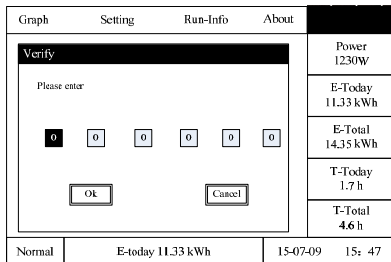 Graph Setting Run-Info About
Verify
Please enter
0 0 0 0 0 0
Ok Cancel
Power
1230W
E-Today
11.33 kWh
E-Total
14.35 kWh
T-Today
1.7 h
T-Total
4.6 h
Normal E-today 11.33 kWh 15-07-09 15: 47